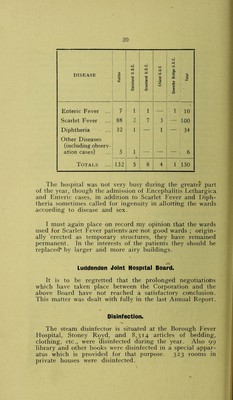 20
DISEASE Halifax Elland U.D.C. Sowerby Bridge U.D.C. Total
Enteric Fever ... 7 1 1 — 1 10
Scarlet Fever ... 88 2 7 3 — 100
Diphtheria ... 32 1 — 1 — 34
Other Diseases
(including observ-
ation cases) ... 5 1 — — — 6
TOTALS ... 132 5 8 4 1 150
The hospital was not very busy during the greater part
of the year, though the admission of Encephalitis Lethargica
and Enteric cases, in addition to Scarlet Fever and Diph-
theria sometimes called for ingenuity in allotting the wards
according to disease and sex.
I must again place on record my opinion that the wards
used for Scarlet Fever patients are not good wards ; origin-
ally erected as temporary structures, they have remained
permanent. In the interests of the patients they should be
replaced by larger and more airy buildings.
Luddenden Joint Hospital Board.
It is to be regretted that the prolonged negotiations
which have taken place between the Corporation and the
above Board have not reached a satisfactory conclusion.
This matter was dealt with fully in the last Annual Report.
Disinfection.
The steam disinfector is situated at the Borough Fever
Hospital, Stoney Royd, and 8,314 articles of bedding,
clothing, etc., were disinfected during the year. Also 99
library and other books were disinfected in a special appar-
atus which is provided for that purpose. 323 rooms in
private houses were disinfected.